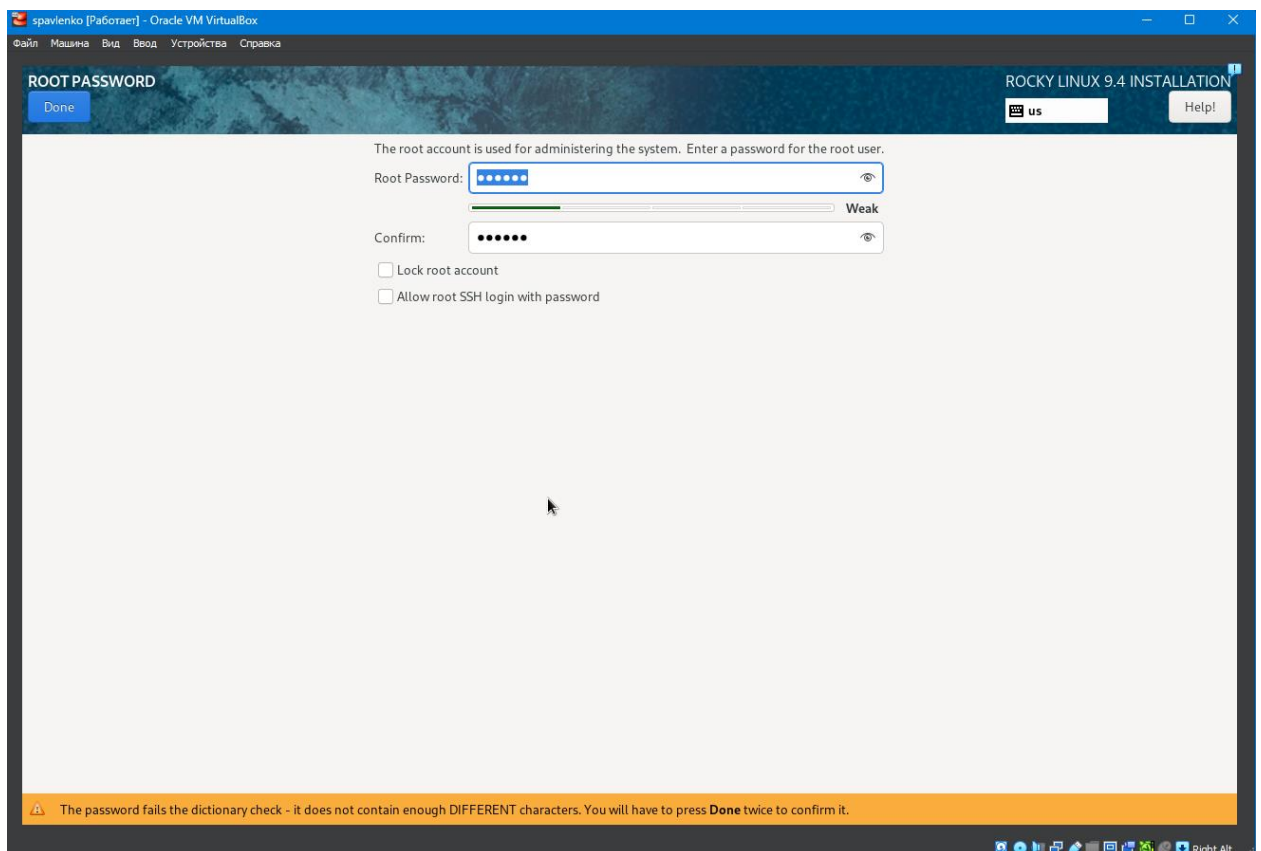 spavlenko [Работает] - Oracle VM VirtualBox
Файл Машина Вид Ввод Устройства Справка
ROOT PASSWORD
ROCKY LINUX 9.4 INSTALLATION
Done
us
Help!
The root account is used for administering the system. Enter a password for the root user.
Root Password: ••••••
Weak
Confirm: ••••••
Lock root account
Allow root SSH login with password
The password fails the dictionary check - it does not contain enough DIFFERENT characters. You will have to press Done twice to confirm it.
Right Alt